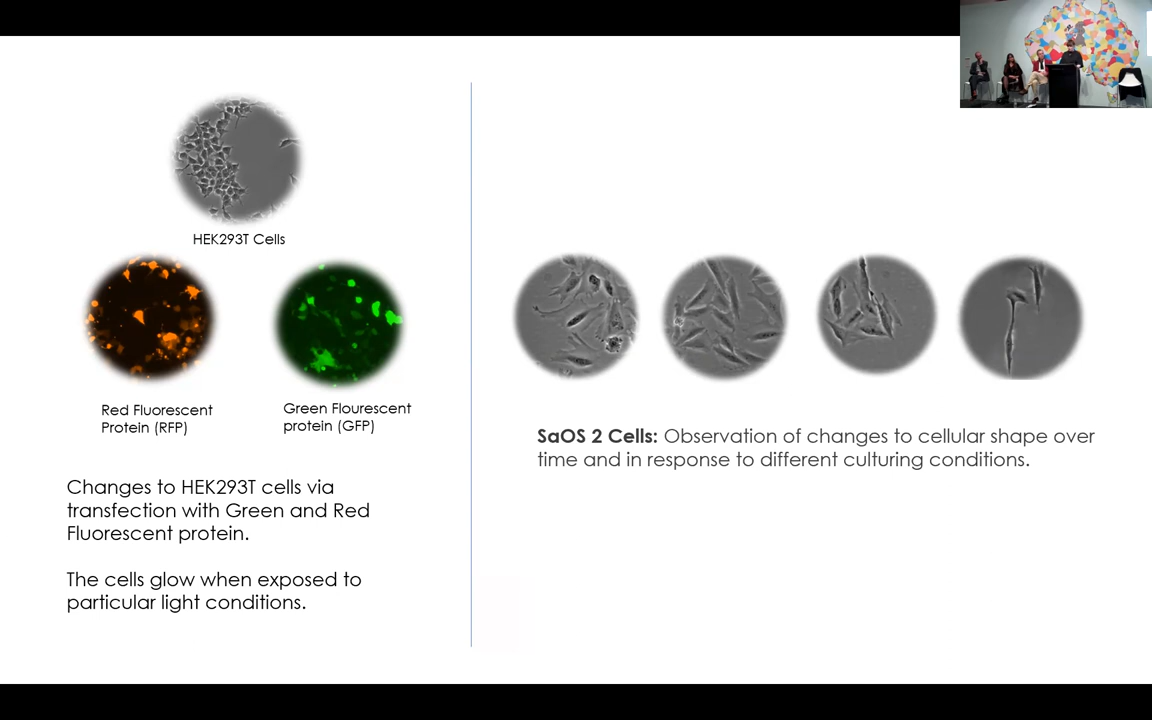 HEK293T Cells
Red Fluorescent
Protein (RFP)
Green Flourescent
protein (GFP)
Changes to HEK293T cells via
transfection with Green and Red
Fluorescent protein.
The cells glow when exposed to
particular light conditions.
SaOS 2 Cells: Observation of changes to cellular shape over
time and in response to different culturing conditions.